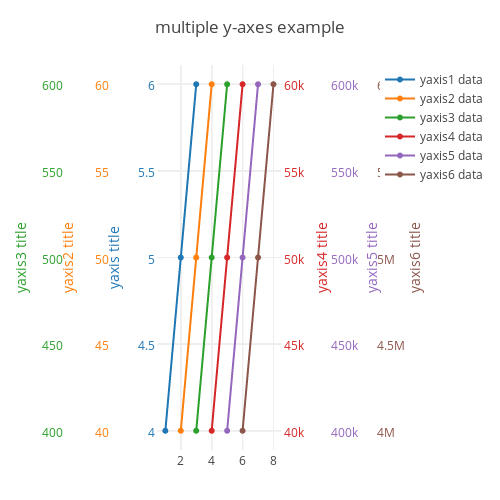 multiple y-axes example
600 60 6 60k 600k yaxis1 data
yaxis2 data
yaxis3 data
yaxis4 data
yaxis5 data
yaxis6 data
550 55 5.5 55k 550k
yaxis3 title
yaxis2 title
yaxis title
yaxis4 title
yaxis5 title
yaxis6 title
500 50 5 50k 500k 5M
450 45 4.5 45k 450k 4.5M
400 40 4 40k 400k 4M
2 4 6 8